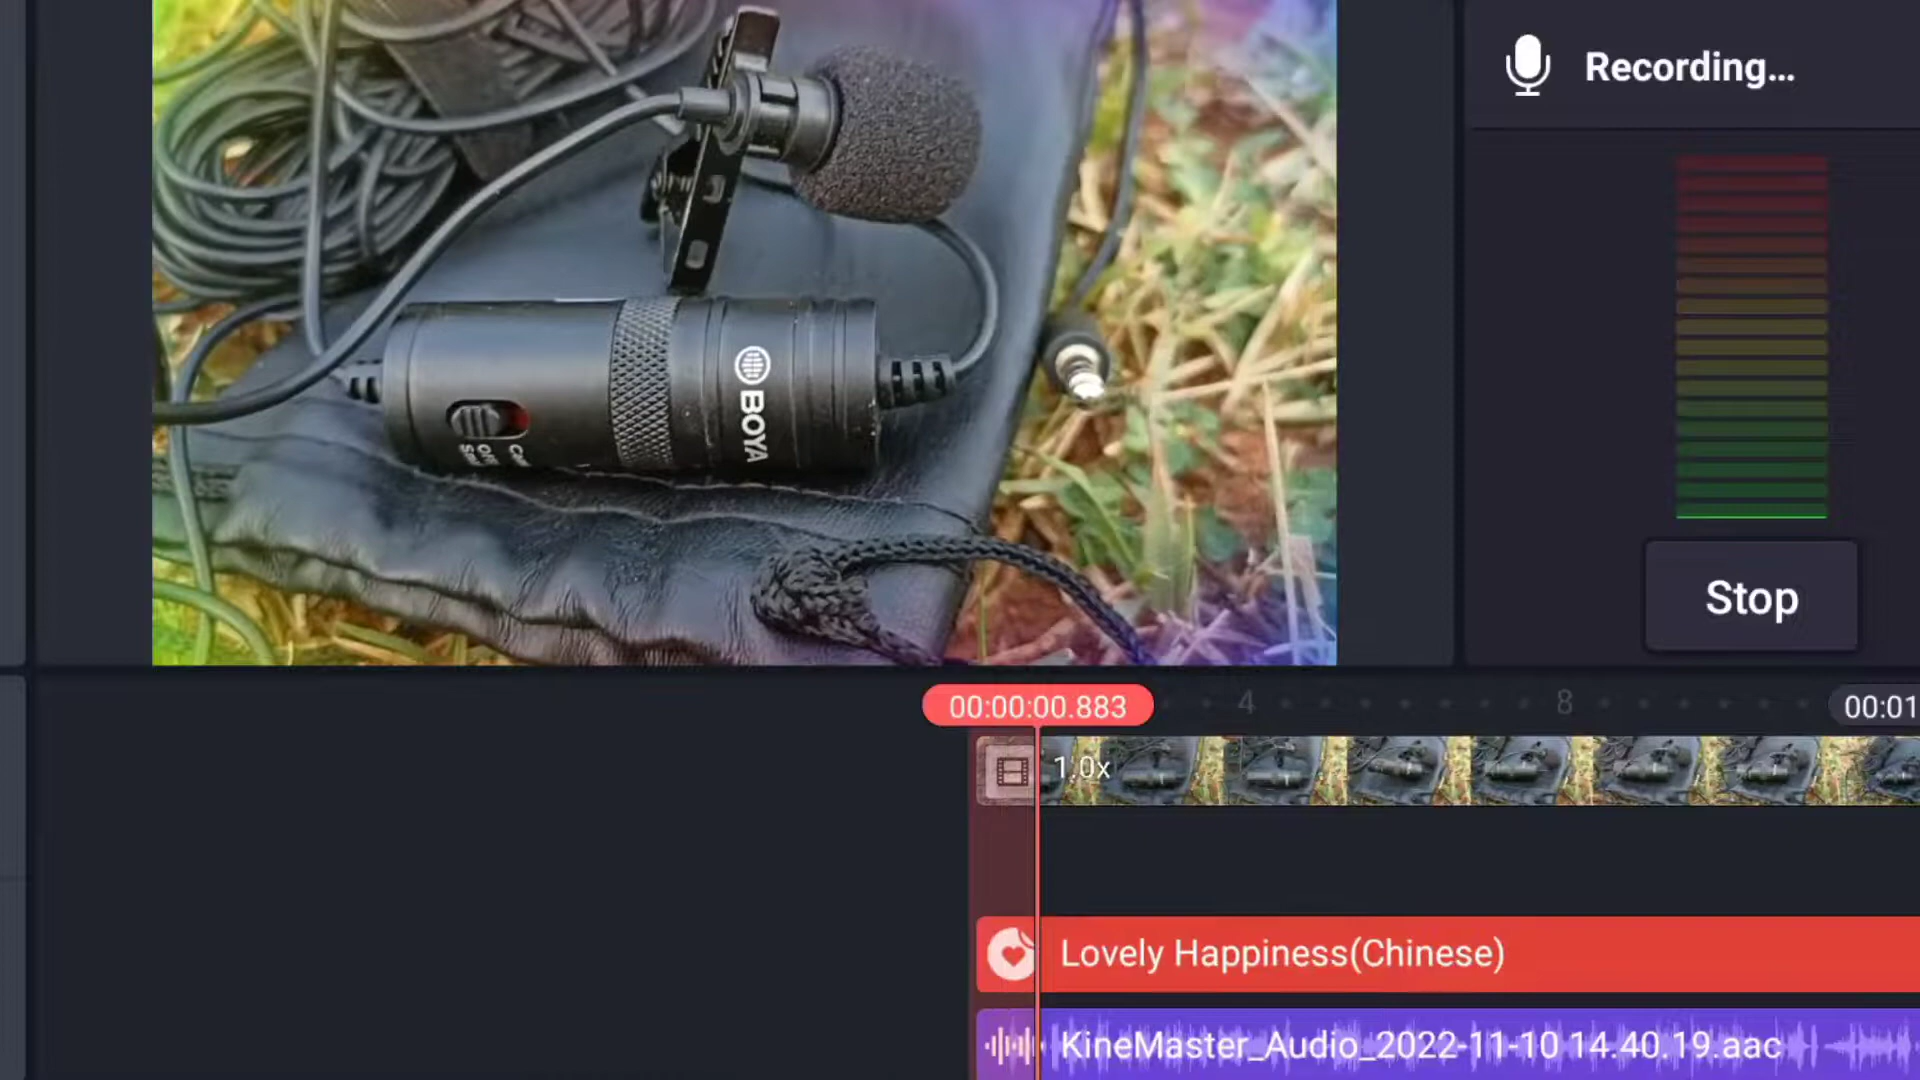 Recording...
BOYA
Stop
00:00:00.883
4
8
00:01
1.0x
Lovely Happiness(Chinese)
KineMaster_Audio_2022-11-10 14.40.19.aac